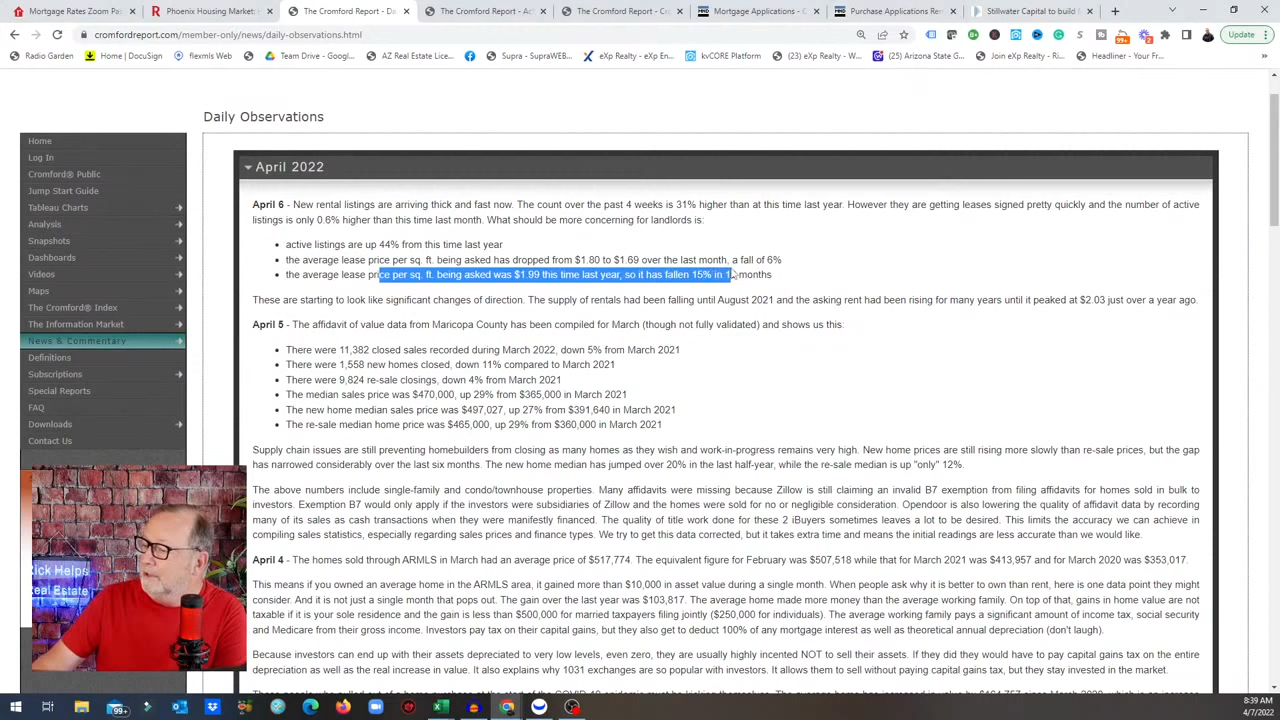 Mortgage Rates Zoom Pa
Phoenix Housing Market:
The Cromford Report - Da
The Cromford Report - Ac
The Cromford Report - Cr
Mortgage Applications - C
Purchase Applications Re
Stillwater Capital to build
cromfordreport.com/member-only/news/daily-observations.html
Update
Radio Garden
Home | DocuSign
flexmls Web
Team Drive - Googl...
AZ Real Estate Lice...
Supra - SupraWEB...
eXp Realty - eXp En...
kvCORE Platform
(23) eXp Realty - W...
(25) Arizona State G...
Join eXp Realty - Ri...
Headliner - Your Fr...
Daily Observations
Home
Log In
Cromford® Public
Jump Start Guide
Tableau Charts
Analysis
Snapshots
Dashboards
Videos
Maps
The Cromford® Index
The Information Market
News & Commentary
Definitions
Subscriptions
Special Reports
FAQ
Downloads
Contact Us
April 2022
April 6 - New rental listings are arriving thick and fast now. The count over the past 4 weeks is 31% higher than at this time last year. However they are getting leases signed pretty quickly and the number of active
listings is only 0.6% higher than this time last month. What should be more concerning for landlords is:
active listings are up 44% from this time last year
the average lease price per sq. ft. being asked has dropped from $1.80 to $1.69 over the last month, a fall of 6%
the average lease price per sq. ft. being asked was $1.99 this time last year, so it has fallen 15% in months
These are starting to look like significant changes of direction. The supply of rentals had been falling until August 2021 and the asking rent had been rising for many years until it peaked at $2.03 just over a year ago.
April 5 - The affidavit of value data from Maricopa County has been compiled for March (though not fully validated) and shows us this:
There were 11,382 closed sales recorded during March 2022, down 5% from March 2021
There were 1,558 new homes closed, down 11% compared to March 2021
There were 9,824 re-sale closings, down 4% from March 2021
The median sales price was $470,000, up 29% from $365,000 in March 2021
The new home median sales price was $497,027, up 27% from $391,640 in March 2021
The re-sale median home price was $465,000, up 29% from $360,000 in March 2021
Supply chain issues are still preventing homebuilders from closing as many homes as they wish and work-in-progress remains very high. New home prices are still rising more slowly than re-sale prices, but the gap
has narrowed considerably over the last six months. The new home median has jumped over 20% in the last half-year, while the re-sale median is up "only" 12%.
The above numbers include single-family and condo/townhouse properties. Many affidavits were missing because Zillow is still claiming an invalid B7 exemption from filing affidavits for homes sold in bulk to
investors. Exemption B7 would only apply if the investors were subsidiaries of Zillow and the homes were sold for no or negligible consideration. Opendoor is also lowering the quality of affidavit data by recording
many of its sales as cash transactions when they were manifestly financed. The quality of title work done for these 2 iBuyers sometimes leaves a lot to be desired. This limits the accuracy we can achieve in
compiling sales statistics, especially regarding sales prices and finance types. We try to get this data corrected, but it takes extra time and means the initial readings are less accurate than we would like.
April 4 - The homes sold through ARMLS in March had an average price of $517,774. The equivalent figure for February was $507,518 while that for March 2021 was $413,957 and for March 2020 was $353,017.
This means if you owned an average home in the ARMLS area, it gained more than $10,000 in asset value during a single month. When people ask why it is better to own than rent, here is one data point they might
consider. And it is not just a single month that pops out. The gain over the last year was $103,817. The average home made more money than the average working family. On top of that, gains in home value are not
taxable if it is your sole residence and the gain is less than $500,000 for married taxpayers filing jointly ($250,000 for individuals). The average working family pays a significant amount of income tax, social security
and Medicare from their gross income. Investors pay tax on their capital gains, but they also get to deduct 100% of any mortgage interest as well as theoretical annual depreciation (don't laugh).
Because investors can end up with their assets depreciated to very low levels, even zero, they are usually highly incented NOT to sell their assets. If they did they would have to pay capital gains tax on the entire
depreciation as well as the real increase in value. It also explains why 1031 exchanges are so popular with investors. It allows them to sell without paying capital gains tax, but they stay invested in the market.
Rick Helps
Real Estate
99+
8:39 AM
4/7/2022